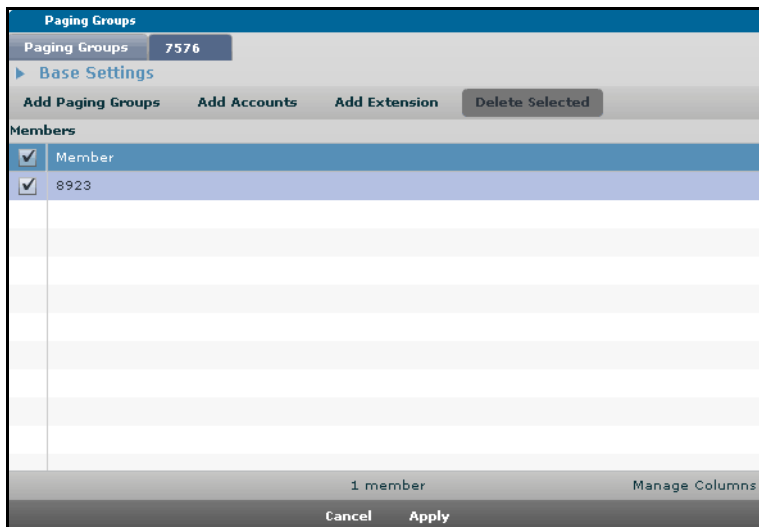 Paging Groups
Paging Groups 7576
Base Settings
Add Paging Groups Add Accounts Add Extension Delete Selected
Members
Member
8923
1 member Manage Columns
Cancel Apply